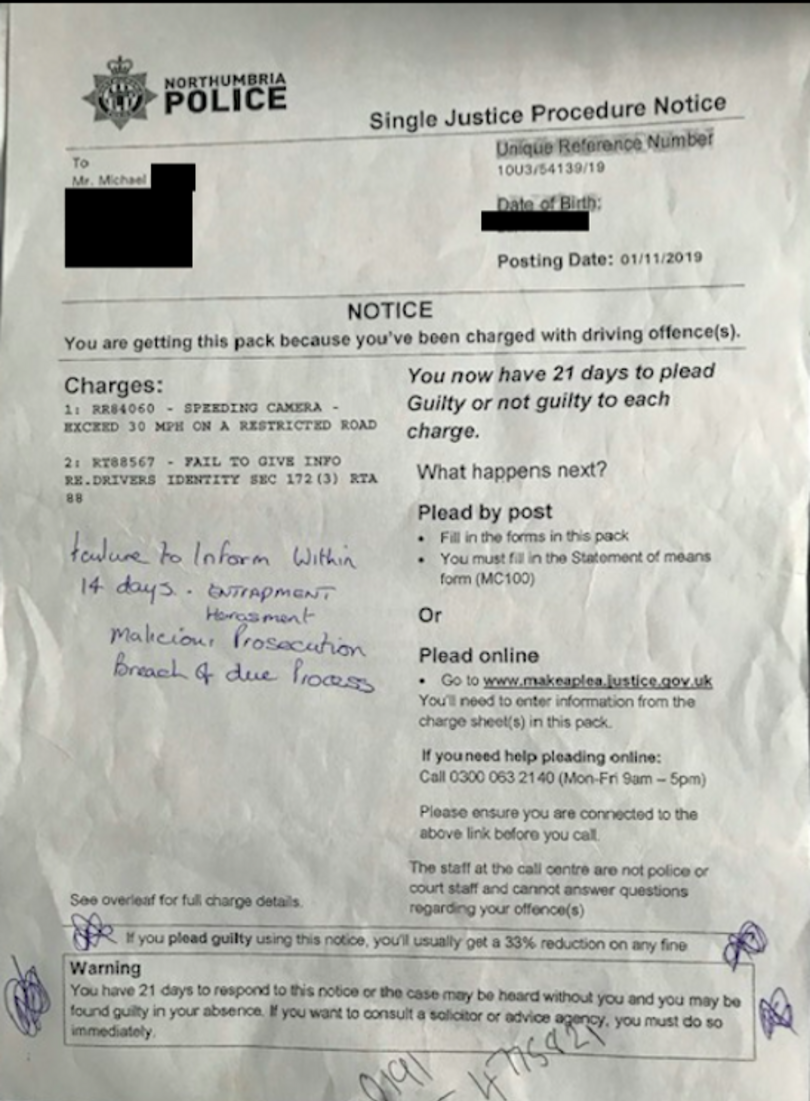 NORTHUMBRIA
POLICE
Single Justice Procedure Notice
To
Mr. Michael
Unique Reference Number
10U3/54139/19
Date of Birth:
Posting Date: 01/11/2019
NOTICE
You are getting this pack because you've been charged with driving offence(s).
Charges:
1: RR84060 - SPEEDING CAMERA -
EXCEED 30 MPH ON A RESTRICTED ROAD
2: RT88567 - FAIL TO GIVE INFO
RE.DRIVERS IDENTITY SEC 172(3) RTA
88
failure to Inform Within
14 days. - ENTRAPMENT
Harasment
Malicious Prosecution
Breach of due Process
See overleaf for full charge details.
You now have 21 days to plead
Guilty or not guilty to each
charge.
What happens next?
Plead by post
• Fill in the forms in this pack
• You must fill in the Statement of means
form (MC100)
Or
Plead online
• Go to www.makeaplea.justice.gov.uk
You'll need to enter information from the
charge sheet(s) in this pack.
If you need help pleading online:
Call 0300 063 2140 (Mon-Fri 9am – 5pm)
Please ensure you are connected to the
above link before you call.
The staff at the call centre are not police or
court staff and cannot answer questions
regarding your offence(s)
If you plead guilty using this notice, you'll usually get a 33% reduction on any fine
Warning
You have 21 days to respond to this notice or the case may be heard without you and you may be
found guilty in your absence. If you want to consult a solicitor or advice agency, you must do so
immediately.
0191
- 4775821